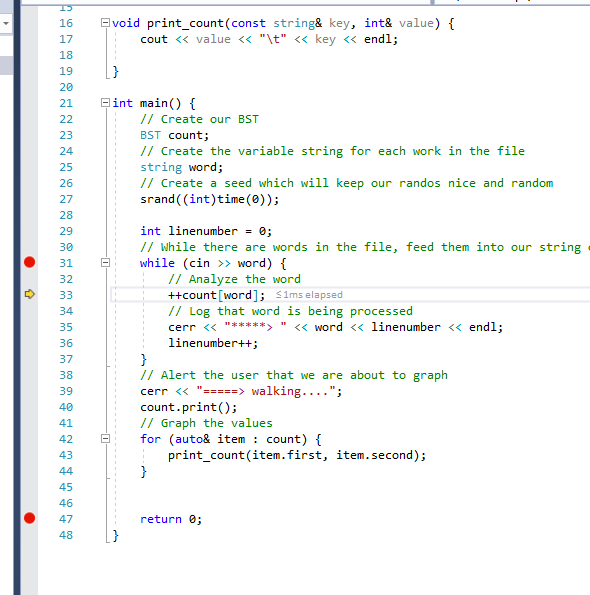 15
16 void print_count(const string& key, int& value) {
17 cout << value << "\t" << key << endl;
18
19 }
20
21 int main() {
22 // Create our BST
23 BST count;
24 // Create the variable string for each work in the file
25 string word;
26 // Create a seed which will keep our randos nice and random
27 srand((int)time(0));
28
29 int linenumber = 0;
30 // While there are words in the file, feed them into our string
31 while (cin >> word) {
32 // Analyze the word
33 ++count[word]; ≤1ms elapsed
34 // Log that word is being processed
35 cerr << "*****> " << word << linenumber << endl;
36 linenumber++;
37 }
38 // Alert the user that we are about to graph
39 cerr << "=====> walking....";
40 count.print();
41 // Graph the values
42 for (auto& item : count) {
43 print_count(item.first, item.second);
44 }
45
46
47 return 0;
48 }